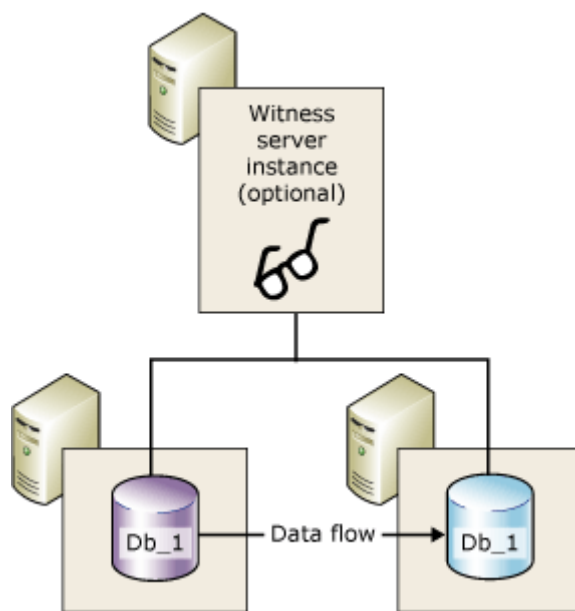 Witness
server
instance
(optional)
Db_1
Data flow
Db_1